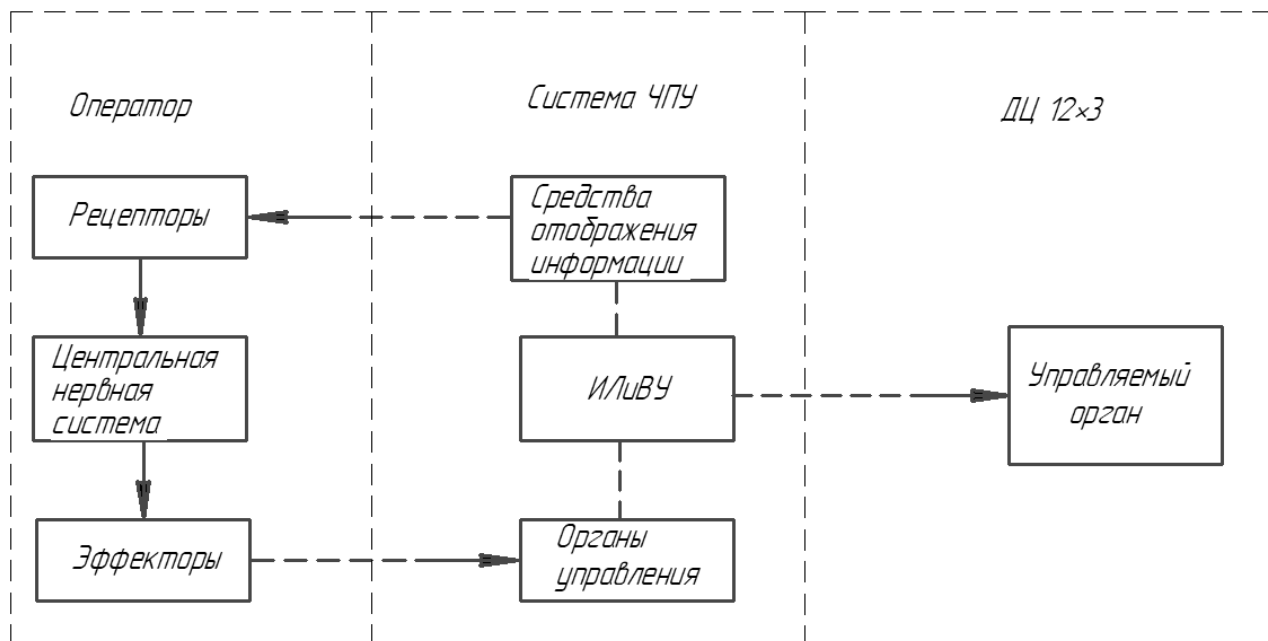 Оператор
Система ЧПУ
ДЦ 12×3
Рецепторы
Средства
отображения
информации
Центральная
нервная
система
ИЛиВУ
Управляемый
орган
Эффекторы
Органы
управления